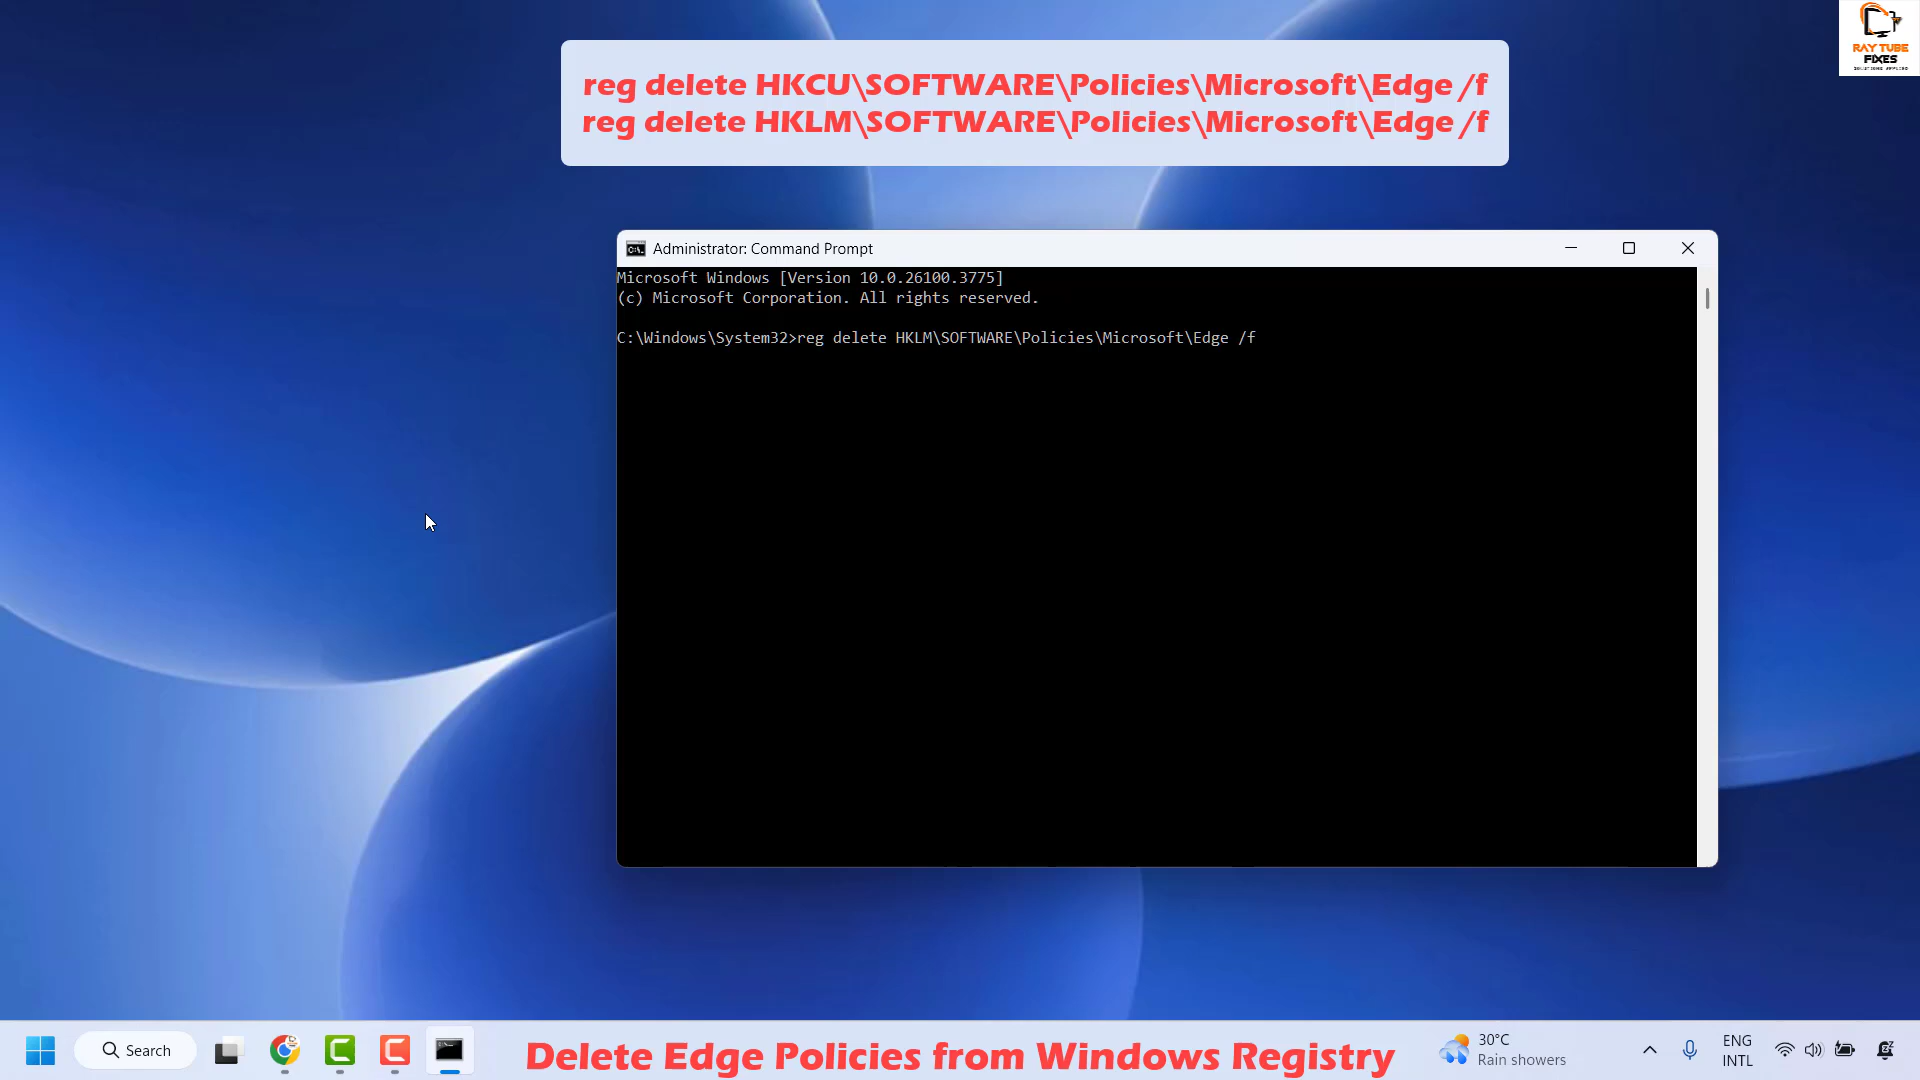 RAY TUBE
FIXES
SOLUTIONS APPLIED
reg delete HKCU\SOFTWARE\Policies\Microsoft\Edge /f
reg delete HKLM\SOFTWARE\Policies\Microsoft\Edge /f
Administrator: Command Prompt
Microsoft Windows [Version 10.0.26100.3775]
(c) Microsoft Corporation. All rights reserved.
C:\Windows\System32>reg delete HKLM\SOFTWARE\Policies\Microsoft\Edge /f
Search
Delete Edge Policies from Windows Registry
30°C
Rain showers
ENG
INTL